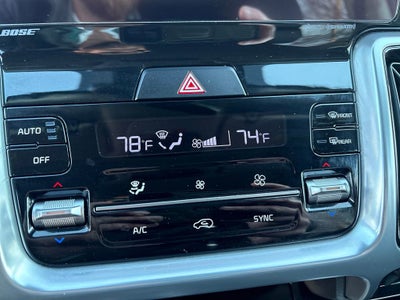 BOSE
AUTO
78°F
74°F
FRONT
OFF
REAR
A/C
SYNC